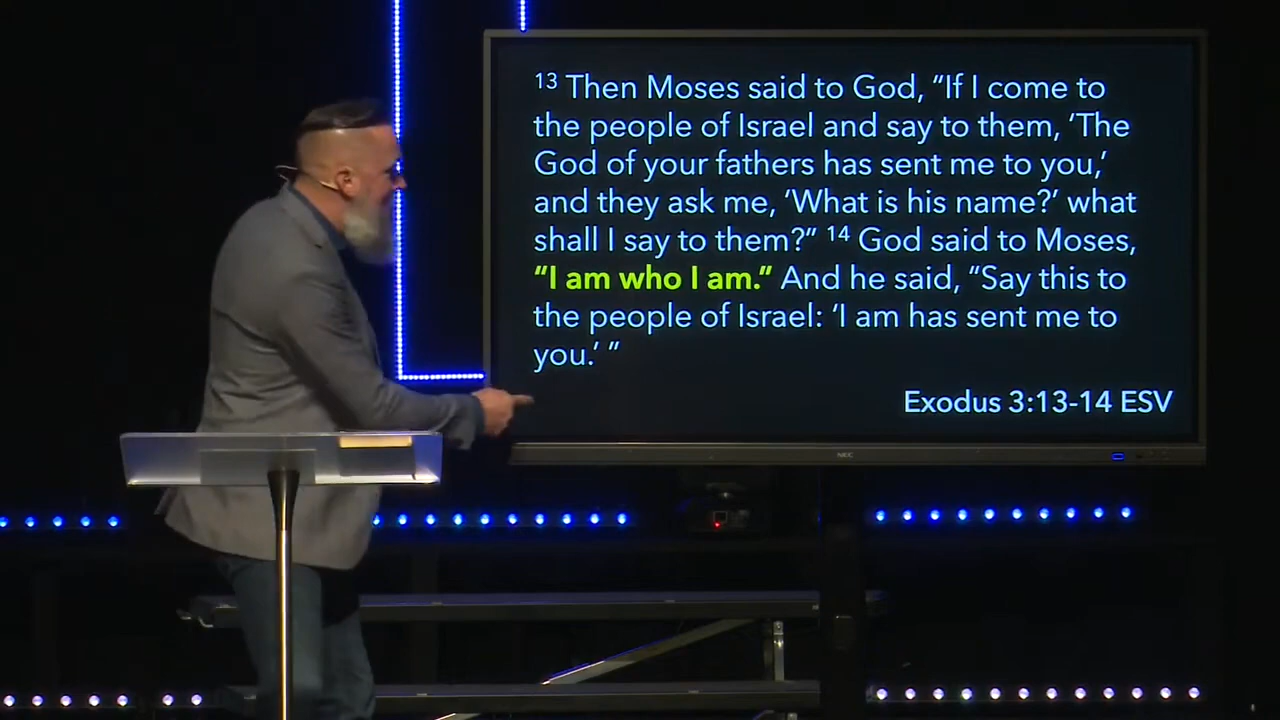 13 Then Moses said to God, “If I come to
the people of Israel and say to them, ‘The
God of your fathers has sent me to you,’
and they ask me, ‘What is his name?’ what
shall I say to them?” 14 God said to Moses,
“I am who I am.” And he said, “Say this to
the people of Israel: ‘I am has sent me to
you.’ ”
Exodus 3:13-14 ESV
NEC